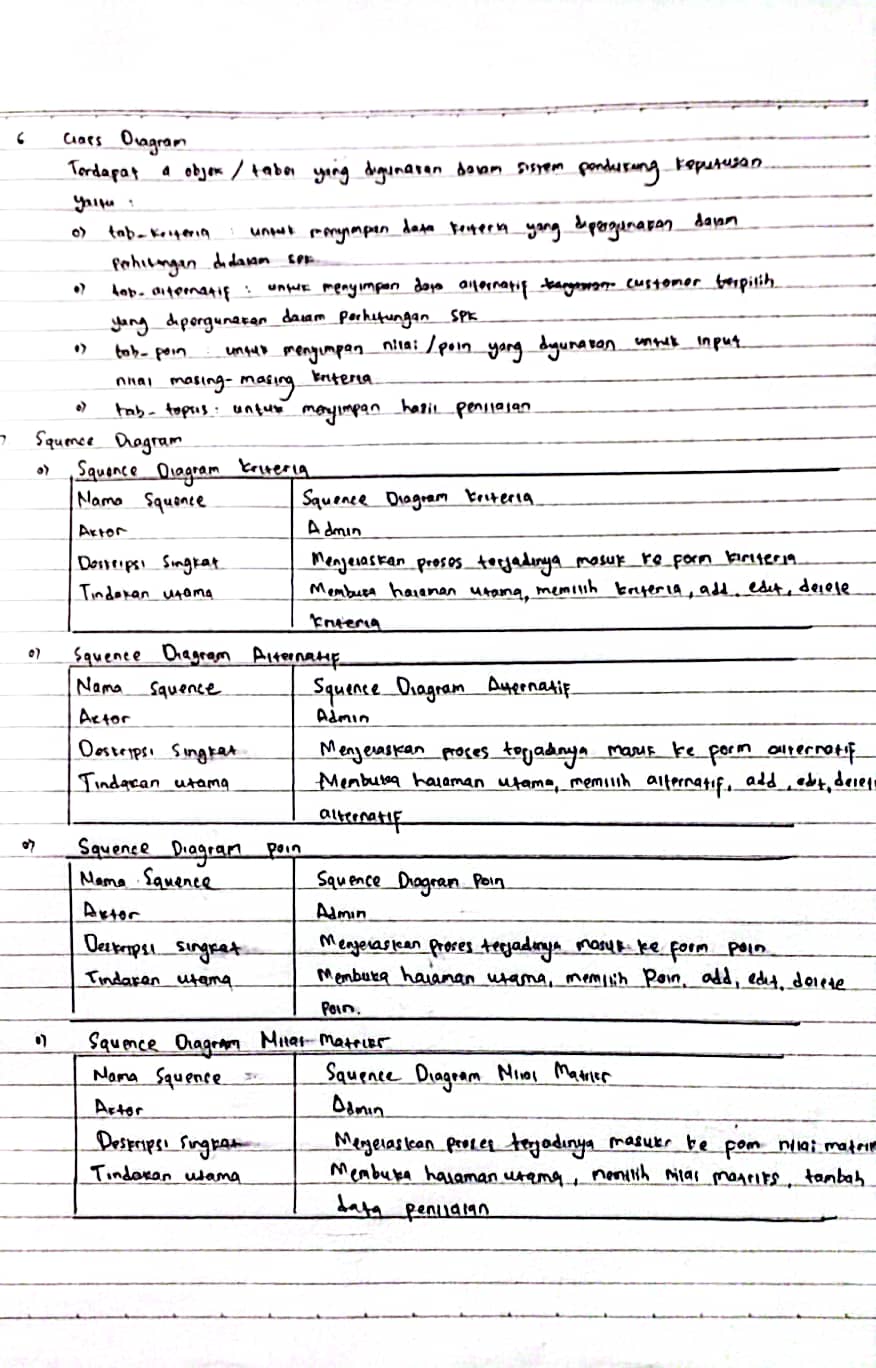 6 Class Diagram
Terdapat 4 objek / tabel yang digunakan dalam sistem pendukung keputusan
yaitu :
o) tab-kriteria : untuk menyimpan data kriteria yang dipergunakan dalam
perhitungan didalam SPK
o) tab-alternatif : untuk menyimpan data alternatif karyawan customer terpilih
yang dipergunakan dalam perhitungan SPK
o) tab-poin : untuk menyimpan nilai / poin yang digunakan untuk input
nilai masing-masing kriteria
o) tab-topsis : untuk menyimpan hasil penilaian
7 Squence Diagram
o) Squence Diagram kriteria
Nama Squence Squence Diagram kriteria
Aktor Admin
Deskripsi Singkat Menjelaskan proses terjadinya masuk ke form kiriteria
Tindakan utama Membuka halaman utama, memilih kriteria, add, edit, delete
kriteria
o) Squence Diagram Alternatif
Nama Squence Squence Diagram Alternatif
Aktor Admin
Deskripsi Singkat Menjelaskan proses terjadinya masuk ke form alternatif
Tindakan utama Membuka halaman utama, memilih alternatif, add, edit, delete
alternatif
o) Squence Diagram poin
Nama Squence Squence Diagram Poin
Aktor Admin
Deskripsi singkat Menjelaskan proses terjadinya masuk ke form poin
Tindakan utama Membuka halaman utama, memilih Poin, add, edit, delete
Poin.
o) Squence Diagram Nilai Matriks
Nama Squence Squence Diagram Nilai Matriks
Aktor Admin
Deskripsi Singkat Menjelaskan proses terjadinya masukr ke form nilai matrik
Tindakan utama Membuka halaman utama, memilih Nilai matriks, tambah
data penilaian